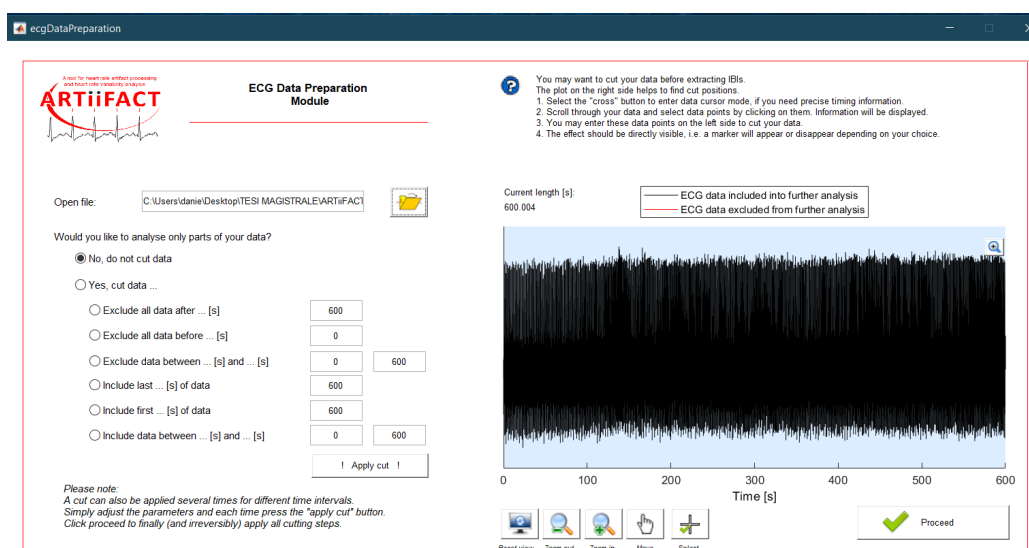 ecgDataPreparation
A tool for heart rate artifact processing
and heart rate variability analysis
ARTiiFACT
ECG Data Preparation
Module
You may want to cut your data before extracting IBIs.
The plot on the right side helps to find cut positions.
1. Select the "cross" button to enter data cursor mode, if you need precise timing information.
2. Scroll through your data and select data points by clicking on them. Information will be displayed.
3. You may enter these data points on the left side to cut your data.
4. The effect should be directly visible, i.e. a marker will appear or disappear depending on your choice.
Open file:
C:\Users\danie\Desktop\TESI MAGISTRALE\ARTiiFACT
Would you like to analyse only parts of your data?
No, do not cut data
Yes, cut data ...
Exclude all data after ... [s] 600
Exclude all data before ... [s] 0
Exclude data between ... [s] and ... [s] 0 600
Include last ... [s] of data 600
Include first ... [s] of data 600
Include data between ... [s] and ... [s] 0 600
! Apply cut !
Please note:
A cut can also be applied several times for different time intervals.
Simply adjust the parameters and each time press the "apply cut" button.
Click proceed to finally (and irreversibly) apply all cutting steps.
Current length [s]:
600.004
ECG data included into further analysis
ECG data excluded from further analysis
0 100 200 300 400 500 600
Time [s]
Reset view Zoom out Zoom in Move Select
Proceed